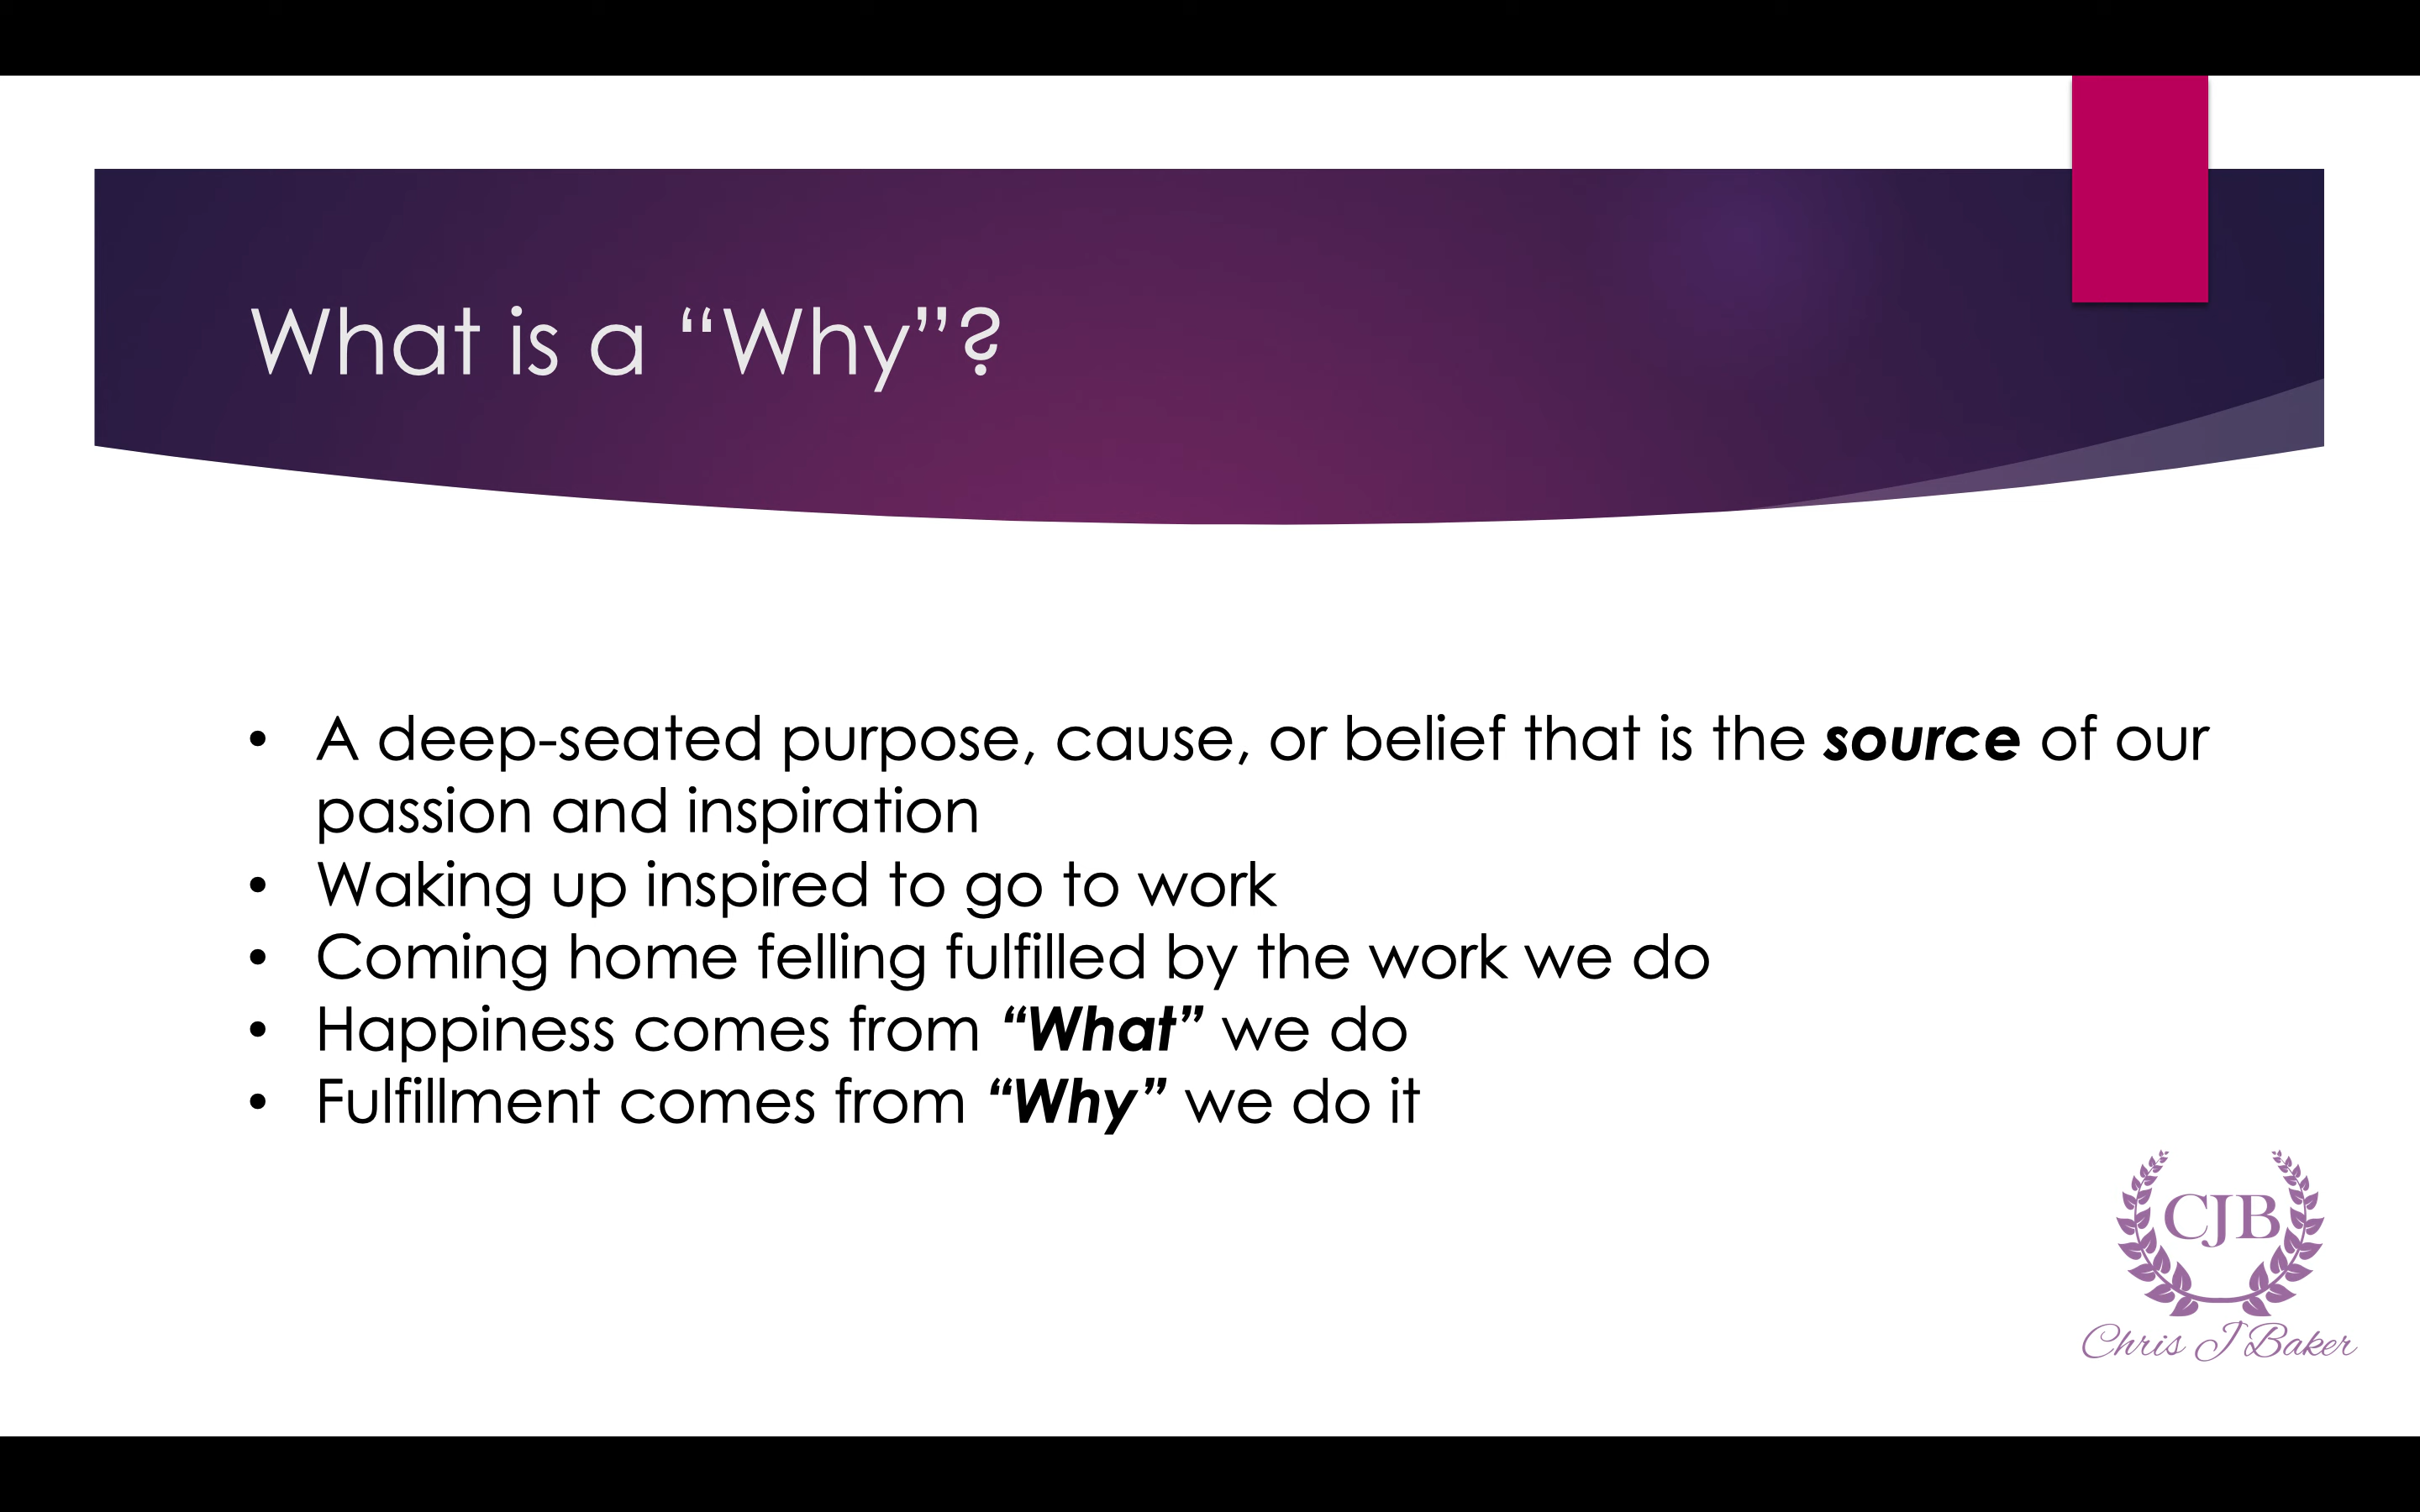 What is a “Why”?
• A deep-seated purpose, cause, or belief that is the source of our
passion and inspiration
• Waking up inspired to go to work
• Coming home felling fulfilled by the work we do
• Happiness comes from “What” we do
• Fulfillment comes from “Why” we do it
CJB
Chris J Baker